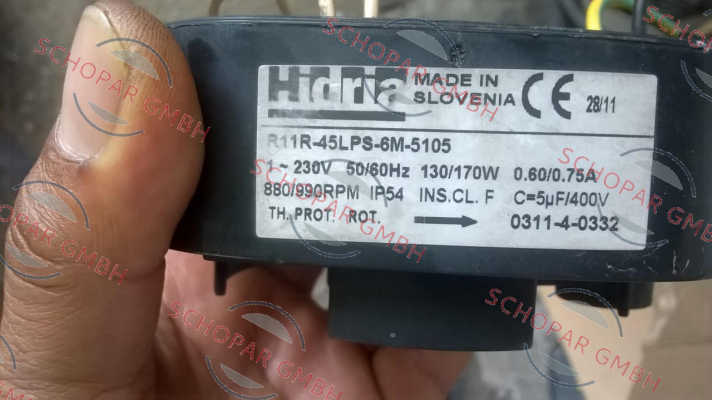 Hidria
MADE IN
SLOVENIA
CE
28/11
R11R-45LPS-6M-5105
1~230V 50/60Hz 130/170W 0.60/0.75A
880/990RPM IP54 INS.CL. F C=5µF/400V
TH. PROT. ROT. → 0311-4-0332
SCHOPAR GMBH
SCHOPAR GMBH
SCHOPAR GMBH
SCHOPAR GMBH
SCHOPAR GMBH
SCHOPAR GMBH
SCHOPAR GMBH
SCHOPAR GMBH